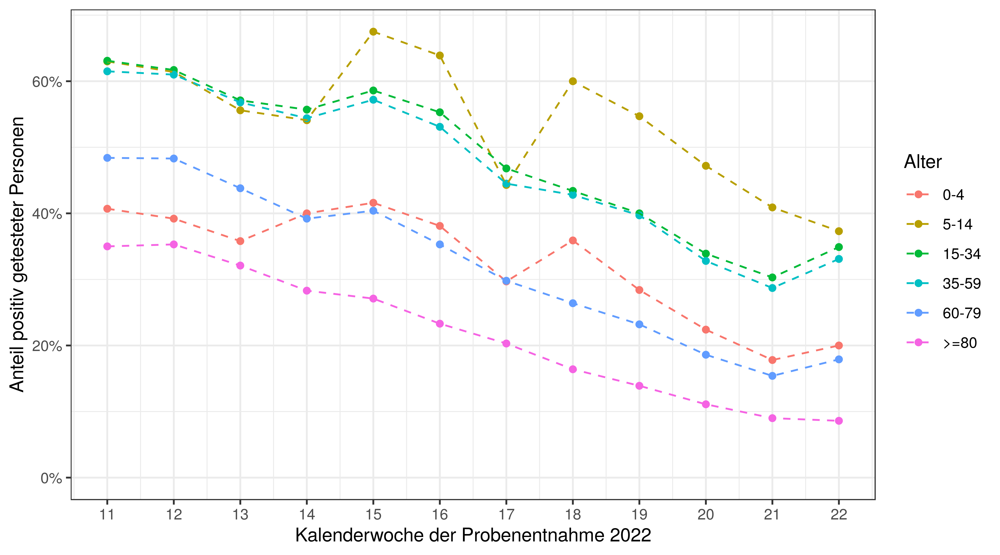 Anteil positiv getesteter Personen
60%
40%
20%
0%
11 12 13 14 15 16 17 18 19 20 21 22
Kalenderwoche der Probenentnahme 2022
Alter
0-4
5-14
15-34
35-59
60-79
>=80